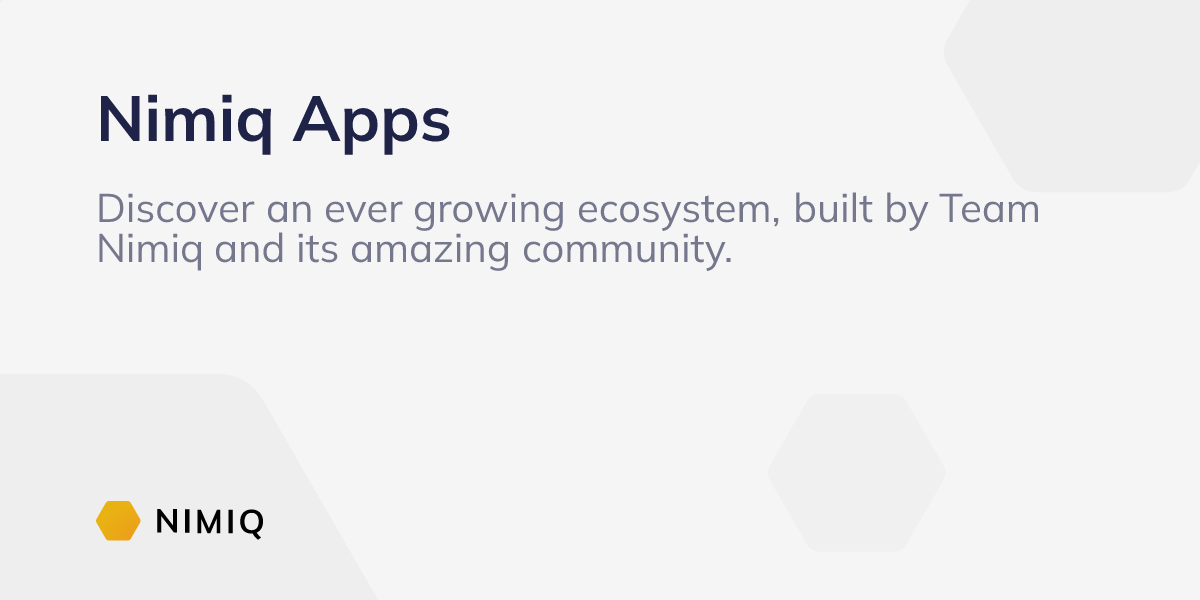 Nimiq Apps
Discover an ever growing ecosystem, built by Team
Nimiq and its amazing community.
NIMIQ